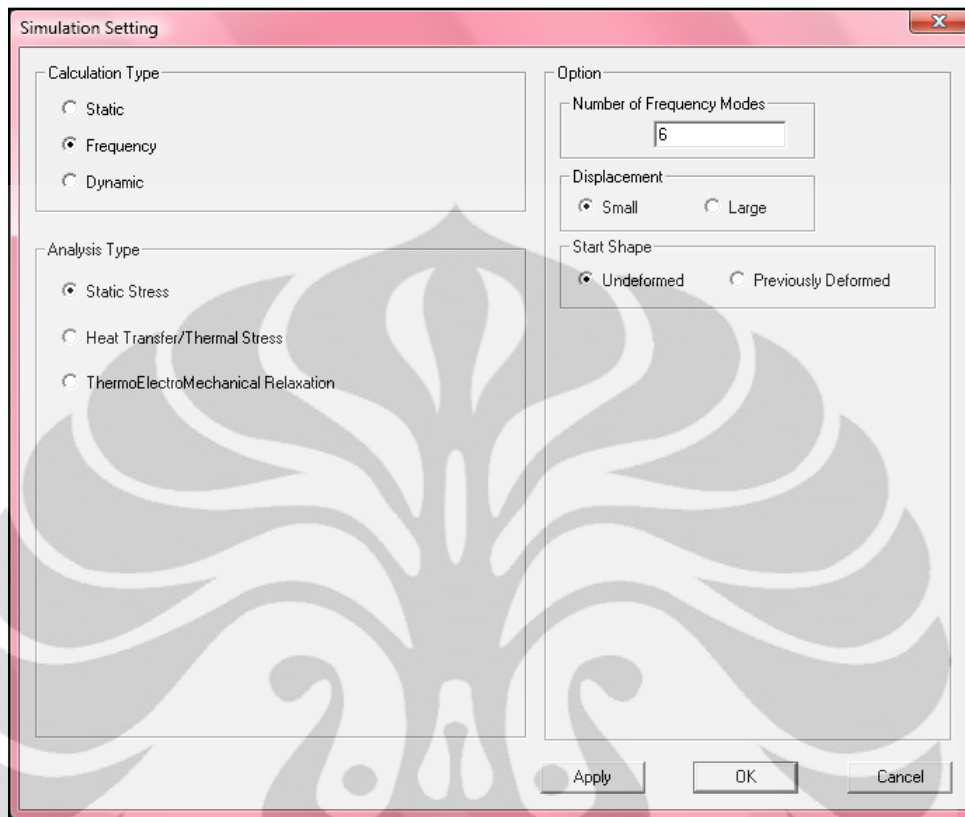 Simulation Setting
Calculation Type
Static
Frequency
Dynamic
Analysis Type
Static Stress
Heat Transfer/Thermal Stress
ThermoElectroMechanical Relaxation
Option
Number of Frequency Modes
6
Displacement
Small Large
Start Shape
Undeformed Previously Deformed
Apply OK Cancel